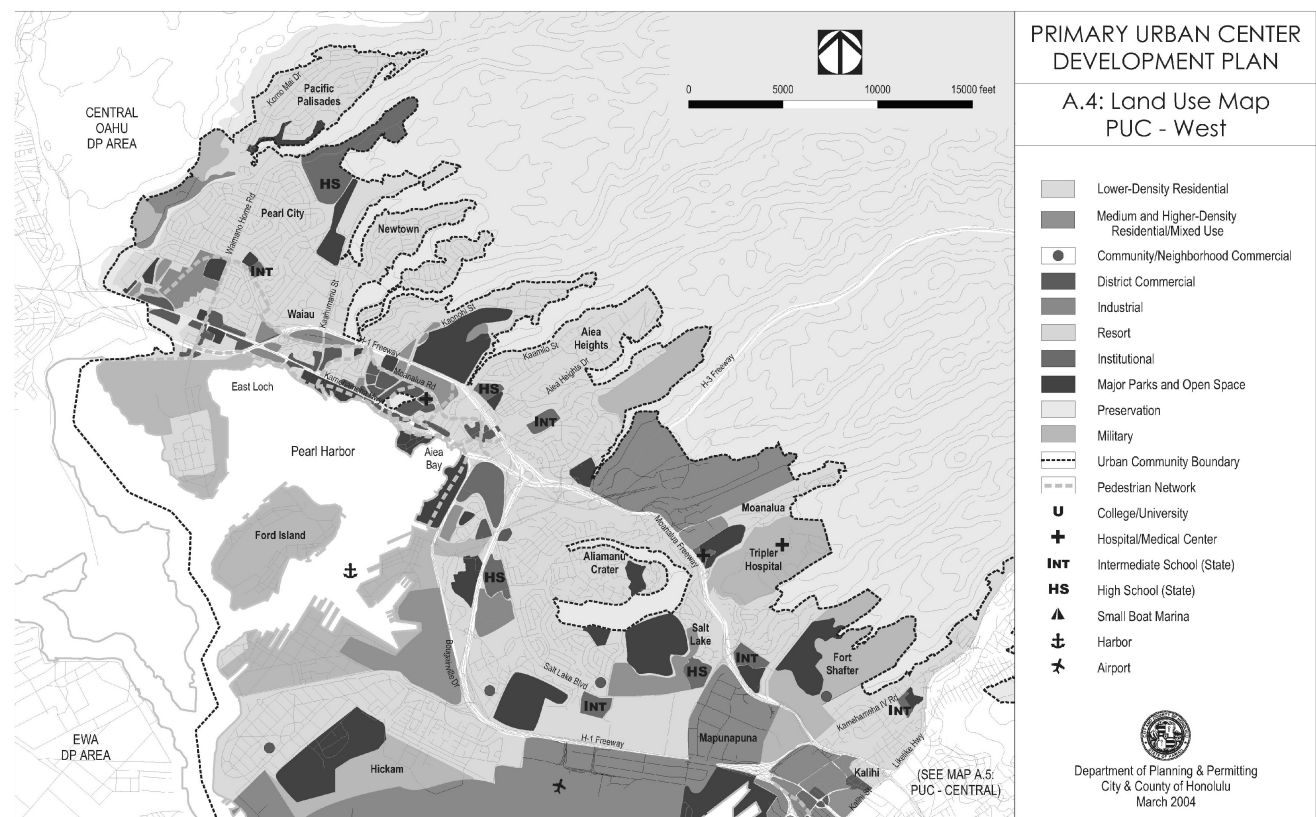 PRIMARY URBAN CENTER
DEVELOPMENT PLAN
A.4: Land Use Map
PUC - West
Lower-Density Residential
Medium and Higher-Density
Residential/Mixed Use
Community/Neighborhood Commercial
District Commercial
Industrial
Resort
Institutional
Major Parks and Open Space
Preservation
Military
Urban Community Boundary
Pedestrian Network
U College/University
Hospital/Medical Center
INT Intermediate School (State)
HS High School (State)
Small Boat Marina
Harbor
Airport
Department of Planning & Permitting
City & County of Honolulu
March 2004
0 5000 10000 15000 feet
CENTRAL
OAHU
DP AREA
Komo Mai Dr
Pacific
Palisades
HS
Pearl City
Waimano Home Rd
Newtown
INT
Kaahumanu St
Waiau
H-1 Freeway
Kaonohi St
Moanalua Rd
Kaamilo St
Aiea
Heights
Aiea Heights Dr
H-3 Freeway
East Loch
HS
INT
Pearl Harbor
Aiea
Bay
Moanalua
Moanalua Freeway
Ford Island
Aliamanu
Crater
Tripler
Hospital
HS
Salt
Lake
INT
Fort
Shafter
HS
Salt Lake Blvd
INT
Kamehameha IV Rd
INT
Likelike Hwy
H-1 Freeway
Mapunapuna
EWA
DP AREA
Hickam
Kalihi
(SEE MAP A.5:
PUC - CENTRAL)